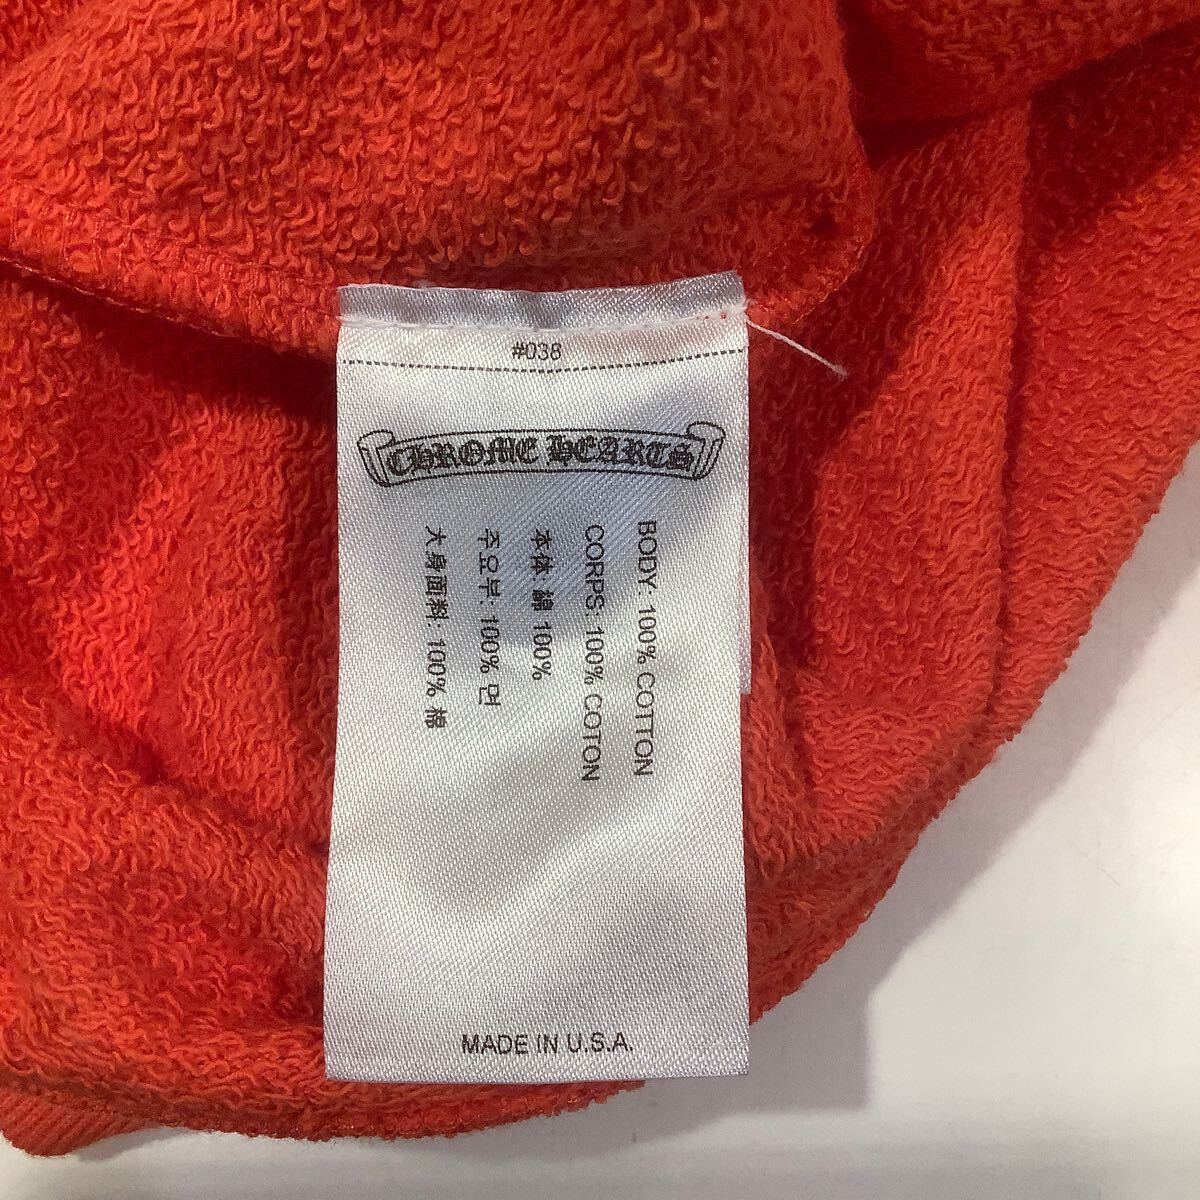 #038
CHROME HEARTS
BODY: 100% COTTON
CORPS: 100% COTON
本体: 綿 100%
주요부: 100% 면
大身面料: 100% 棉
MADE IN U.S.A.